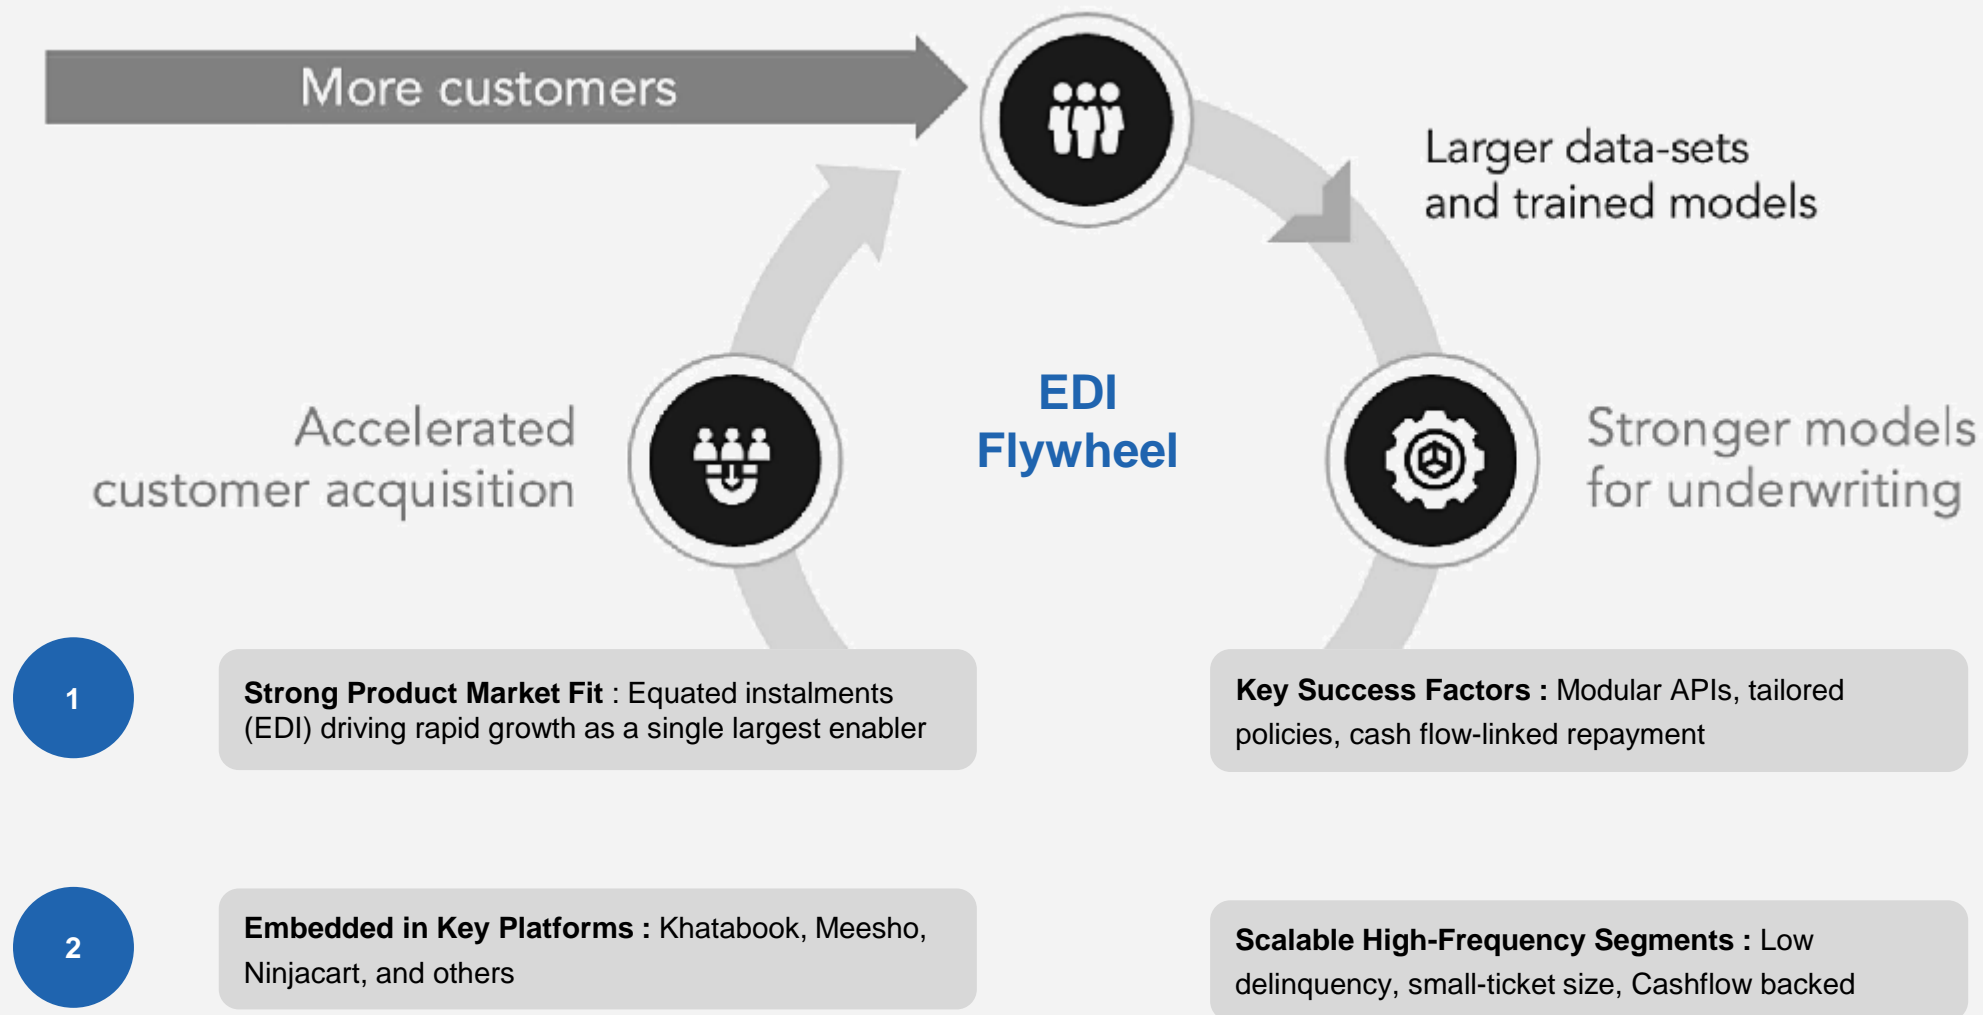 More customers
Larger data-sets
and trained models
EDI
Flywheel
Accelerated
customer acquisition
Stronger models
for underwriting
1
Strong Product Market Fit : Equated instalments
(EDI) driving rapid growth as a single largest enabler
Key Success Factors : Modular APIs, tailored
policies, cash flow-linked repayment
2
Embedded in Key Platforms : Khatabook, Meesho,
Ninjacart, and others
Scalable High-Frequency Segments : Low
delinquency, small-ticket size, Cashflow backed